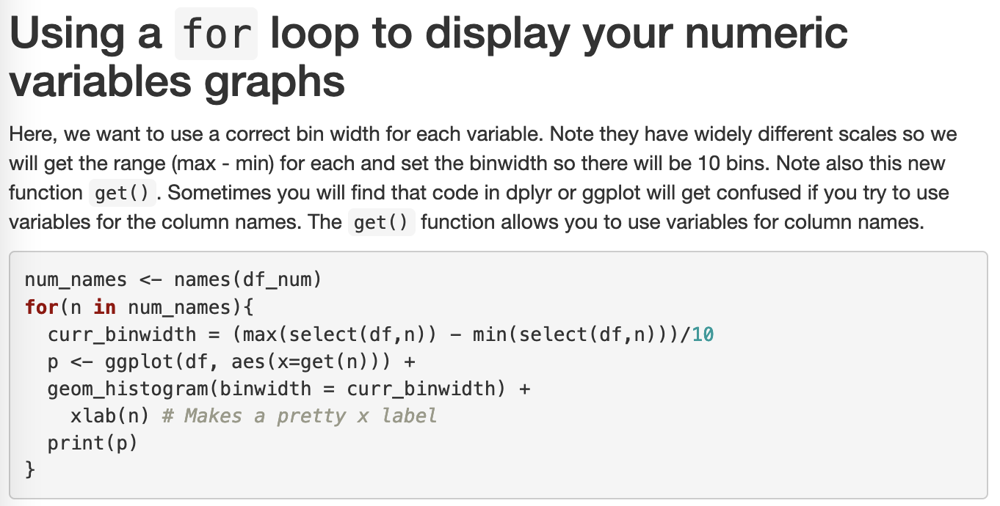 Using a for loop to display your numeric
variables graphs
Here, we want to use a correct bin width for each variable. Note they have widely different scales so we
will get the range (max - min) for each and set the binwidth so there will be 10 bins. Note also this new
function get() . Sometimes you will find that code in dplyr or ggplot will get confused if you try to use
variables for the column names. The get() function allows you to use variables for column names.
num_names <- names(df_num)
for(n in num_names){
  curr_binwidth = (max(select(df,n)) - min(select(df,n)))/10
  p <- ggplot(df, aes(x=get(n))) +
  geom_histogram(binwidth = curr_binwidth) +
    xlab(n) # Makes a pretty x label
  print(p)
}